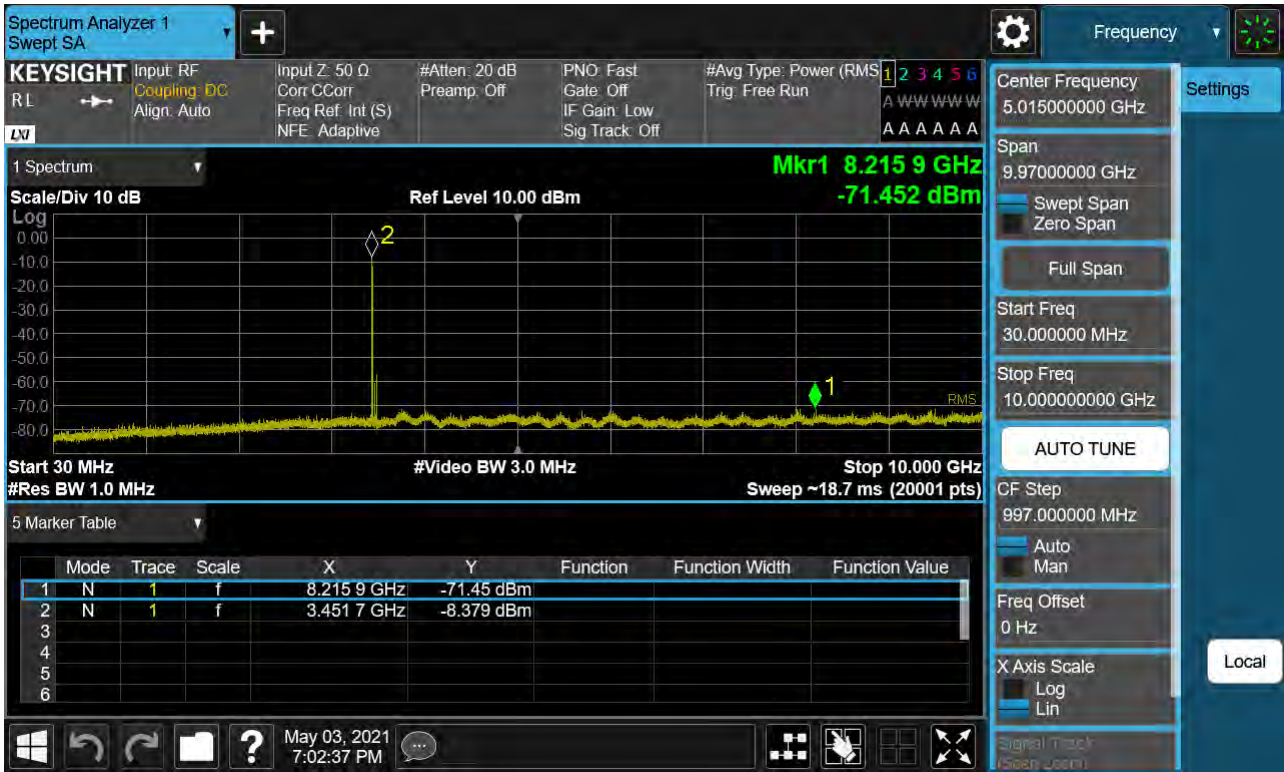 Spectrum Analyzer 1
Swept SA
Frequency
KEYSIGHT
RL
LXI
Input: RF
Coupling: DC
Align: Auto
Input Z: 50 Ω
Corr CCorr
Freq Ref: Int (S)
NFE: Adaptive
#Atten: 20 dB
Preamp: Off
PNO: Fast
Gate: Off
IF Gain: Low
Sig Track: Off
#Avg Type: Power (RMS
Trig: Free Run
1 2 3 4 5 6
A W W W W W
A A A A A A
Center Frequency
5.015000000 GHz
Settings
1 Spectrum
Mkr1 8.215 9 GHz
Scale/Div 10 dB
Ref Level 10.00 dBm
-71.452 dBm
Log
0.00
-10.0
-20.0
-30.0
-40.0
-50.0
-60.0
-70.0
-80.0
2
1
RMS
Start 30 MHz
#Video BW 3.0 MHz
Stop 10.000 GHz
#Res BW 1.0 MHz
Sweep ~18.7 ms (20001 pts)
Span
9.97000000 GHz
Swept Span
Zero Span
Full Span
Start Freq
30.000000 MHz
Stop Freq
10.000000000 GHz
AUTO TUNE
CF Step
997.000000 MHz
Auto
Man
Freq Offset
0 Hz
X Axis Scale
Log
Lin
Signal Track
(Span Zoom)
Local
5 Marker Table
Mode Trace Scale X Y Function Function Width Function Value
1 N 1 f 8.215 9 GHz -71.45 dBm
2 N 1 f 3.451 7 GHz -8.379 dBm
3
4
5
6
?
May 03, 2021
7:02:37 PM